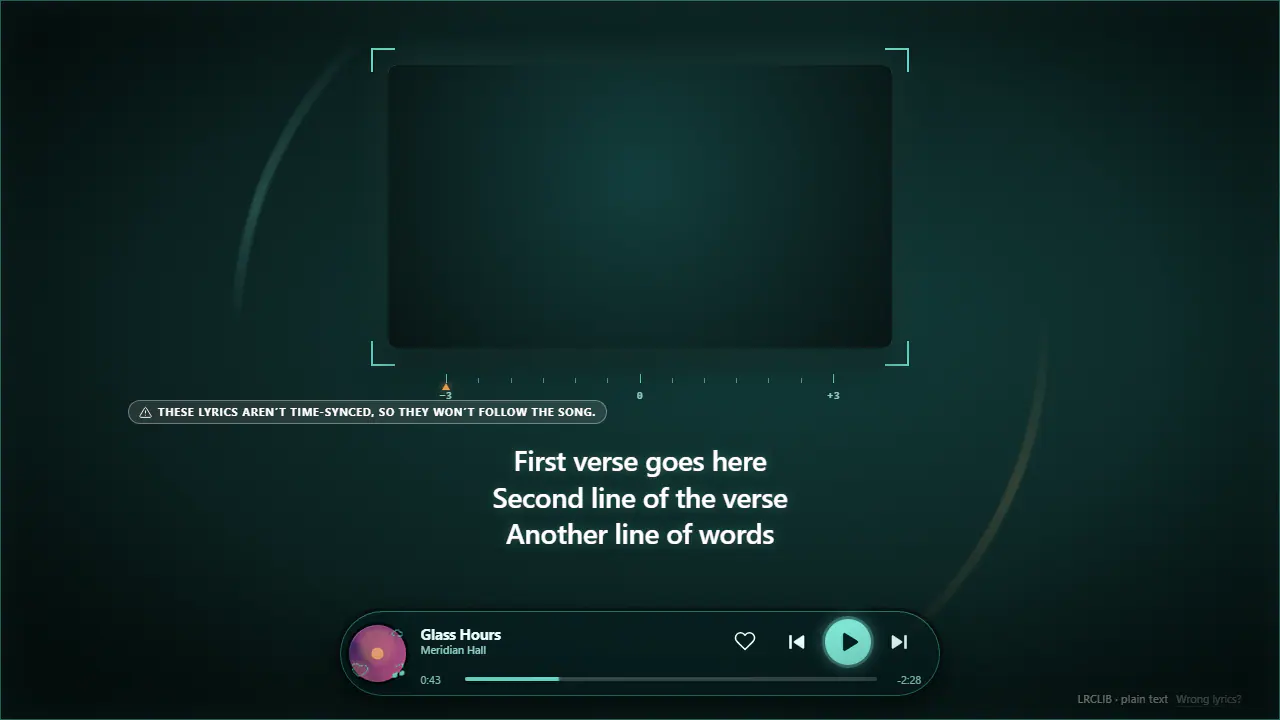 −3 0 +3
THESE LYRICS AREN'T TIME-SYNCED, SO THEY WON'T FOLLOW THE SONG.
First verse goes here
Second line of the verse
Another line of words
Glass Hours
Meridian Hall
0:43 -2:28
LRCLIB · plain text Wrong lyrics?